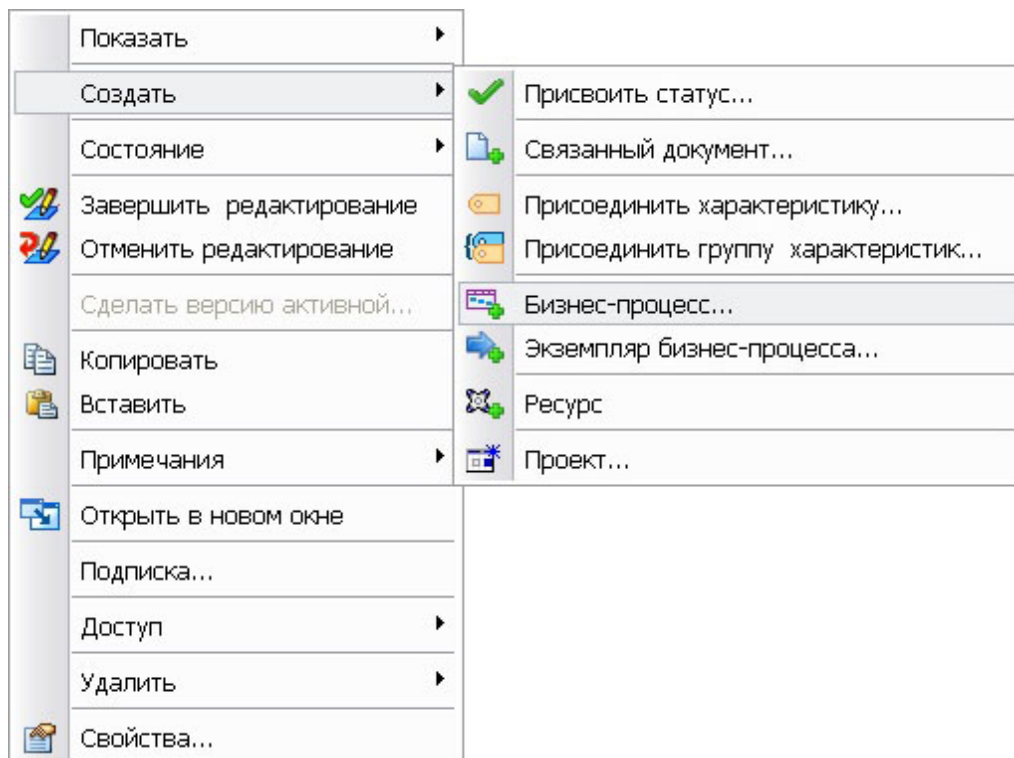 Показать
Создать
Состояние
Завершить редактирование
Отменить редактирование
Сделать версию активной...
Копировать
Вставить
Примечания
Открыть в новом окне
Подписка...
Доступ
Удалить
Свойства...
Присвоить статус...
Связанный документ...
Присоединить характеристику...
Присоединить группу характеристик...
Бизнес-процесс...
Экземпляр бизнес-процесса...
Ресурс
Проект...